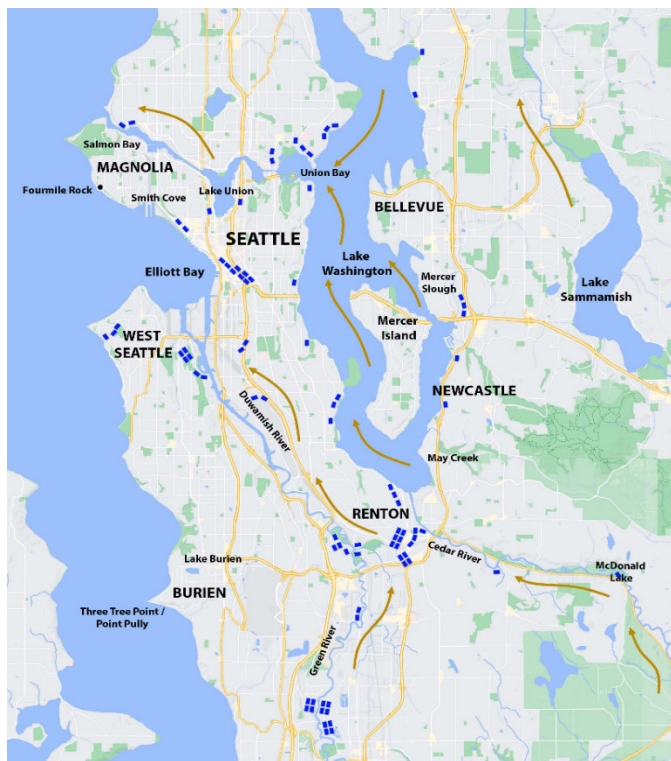 Salmon Bay
MAGNOLIA
Fourmile Rock
Smith Cove
Lake Union
Union Bay
BELLEVUE
SEATTLE
Elliott Bay
Lake
Washington
Mercer
Slough
Lake
Sammamish
Mercer
Island
WEST
SEATTLE
NEWCASTLE
Duwamish River
May Creek
RENTON
Cedar River
Lake Burien
McDonald
Lake
BURIEN
Three Tree Point /
Point Pully
Green River